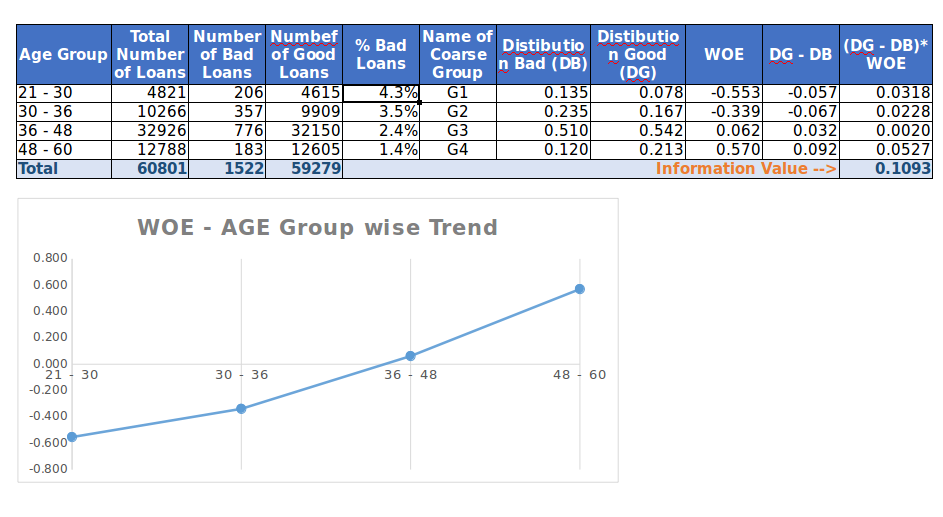 Age Group Total Number of Loans Number of Bad Loans Numbef of Good Loans % Bad Loans Name of Coarse Group Distibutio n Bad (DB) Distibutio n Good (DG) WOE DG - DB (DG - DB)* WOE
21 - 30 4821 206 4615 4.3% G1 0.135 0.078 -0.553 -0.057 0.0318
30 - 36 10266 357 9909 3.5% G2 0.235 0.167 -0.339 -0.067 0.0228
36 - 48 32926 776 32150 2.4% G3 0.510 0.542 0.062 0.032 0.0020
48 - 60 12788 183 12605 1.4% G4 0.120 0.213 0.570 0.092 0.0527
Total 60801 1522 59279 Information Value --> 0.1093
WOE - AGE Group wise Trend
0.800
0.600
0.400
0.200
0.000
21 - 30 30 - 36 36 - 48 48 - 60
-0.200
-0.400
-0.600
-0.800